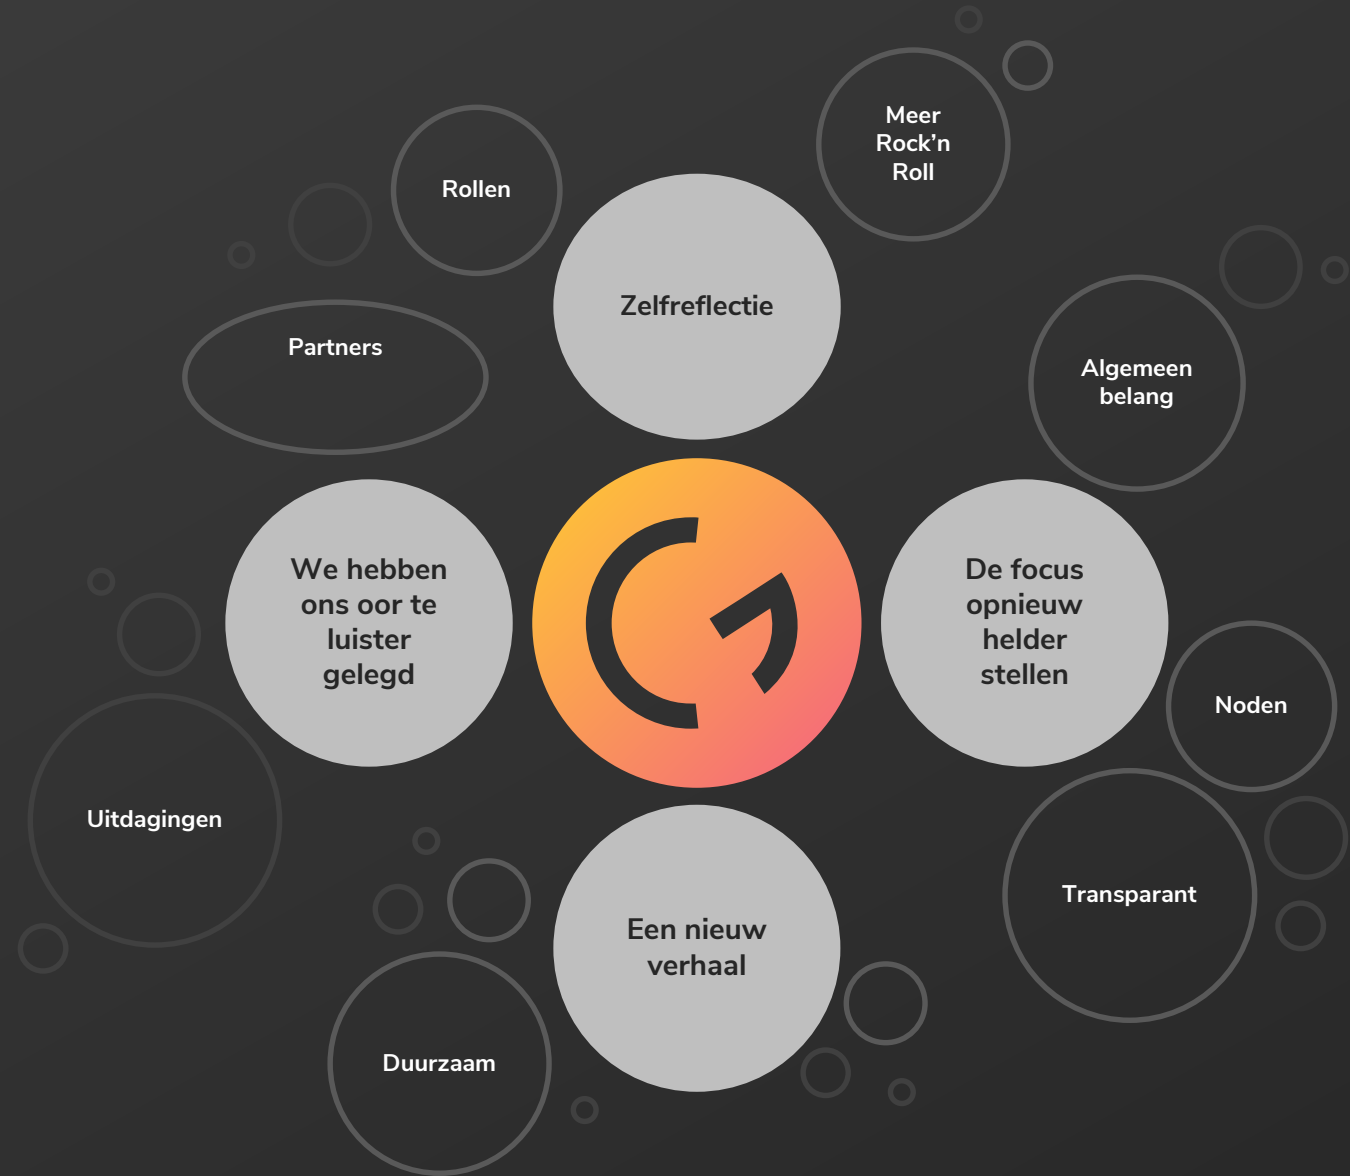 Meer
Rock’n
Roll
Rollen
Zelfreflectie
Partners
Algemeen
belang
We hebben
ons oor te
luister
gelegd
De focus
opnieuw
helder
stellen
Noden
Uitdagingen
Transparant
Een nieuw
verhaal
Duurzaam